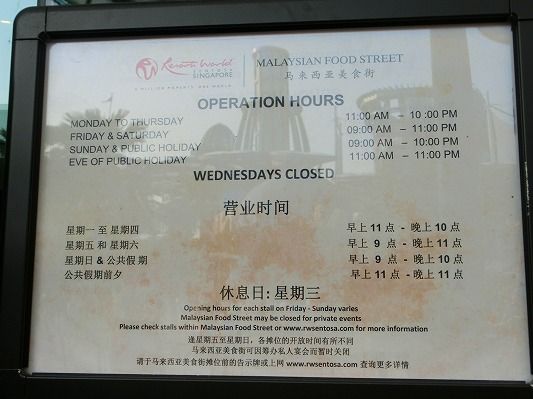 Resorts World
SENTOSA
SINGAPORE
MALAYSIAN FOOD STREET
马来西亚美食街
OPERATION HOURS
MONDAY TO THURSDAY 11:00 AM – 10 :00 PM
FRIDAY & SATURDAY 09:00 AM – 11:00 PM
SUNDAY & PUBLIC HOLIDAY 09:00 AM – 10:00 PM
EVE OF PUBLIC HOLIDAY 11:00 AM – 11:00 PM
WEDNESDAYS CLOSED
营业时间
星期一 至 星期四 早上 11 点 - 晚上 10 点
星期五 和 星期六 早上 9 点 - 晚上 11 点
星期日 & 公共假 期 早上 9 点 - 晚上 10 点
公共假期前夕 早上 11 点 - 晚上 11 点
休息日: 星期三
Opening hours for each stall on Friday - Sunday varies
Malaysian Food Street may be closed for private events
Please check stalls within Malaysian Food Street or www.rwsentosa.com for more information
逢星期五至星期日，各摊位的开放时间有所不同
马来西亚美食街可因筹办私人宴会而暂时关闭
请于马来西亚美食街摊位前的告示牌或上网 www.rwsentosa.com 查询更多详情